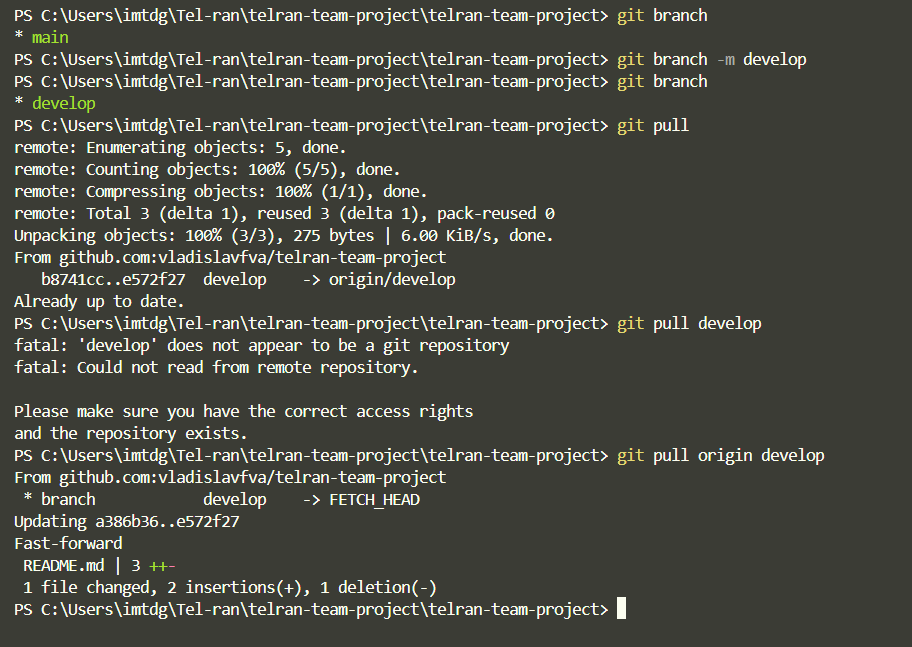 PS C:\Users\imtdg\Tel-ran\telran-team-project\telran-team-project> git branch
* main
PS C:\Users\imtdg\Tel-ran\telran-team-project\telran-team-project> git branch -m develop
PS C:\Users\imtdg\Tel-ran\telran-team-project\telran-team-project> git branch
* develop
PS C:\Users\imtdg\Tel-ran\telran-team-project\telran-team-project> git pull
remote: Enumerating objects: 5, done.
remote: Counting objects: 100% (5/5), done.
remote: Compressing objects: 100% (1/1), done.
remote: Total 3 (delta 1), reused 3 (delta 1), pack-reused 0
Unpacking objects: 100% (3/3), 275 bytes | 6.00 KiB/s, done.
From github.com:vladislavfva/telran-team-project
   b8741cc..e572f27  develop    -> origin/develop
Already up to date.
PS C:\Users\imtdg\Tel-ran\telran-team-project\telran-team-project> git pull develop
fatal: 'develop' does not appear to be a git repository
fatal: Could not read from remote repository.

Please make sure you have the correct access rights
and the repository exists.
PS C:\Users\imtdg\Tel-ran\telran-team-project\telran-team-project> git pull origin develop
From github.com:vladislavfva/telran-team-project
 * branch            develop    -> FETCH_HEAD
Updating a386b36..e572f27
Fast-forward
 README.md | 3 ++-
 1 file changed, 2 insertions(+), 1 deletion(-)
PS C:\Users\imtdg\Tel-ran\telran-team-project\telran-team-project>